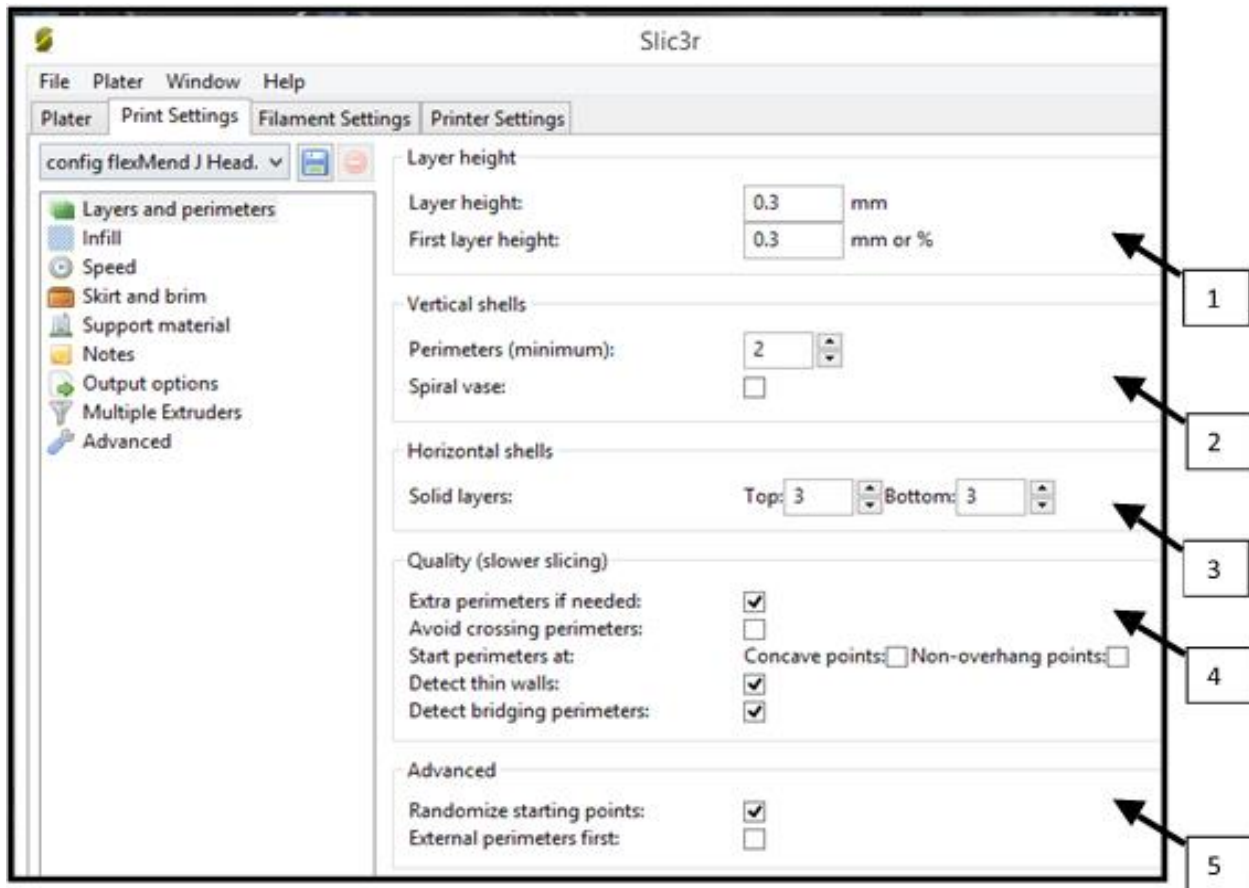 Slic3r
File Plater Window Help
Plater Print Settings Filament Settings Printer Settings
config flexMend J Head.
Layers and perimeters
Infill
Speed
Skirt and brim
Support material
Notes
Output options
Multiple Extruders
Advanced
Layer height
Layer height: 0.3 mm
First layer height: 0.3 mm or %
1
Vertical shells
Perimeters (minimum): 2
Spiral vase:
2
Horizontal shells
Solid layers: Top: 3 Bottom: 3
3
Quality (slower slicing)
Extra perimeters if needed:
Avoid crossing perimeters:
Start perimeters at: Concave points: Non-overhang points:
Detect thin walls:
Detect bridging perimeters:
4
Advanced
Randomize starting points:
External perimeters first:
5